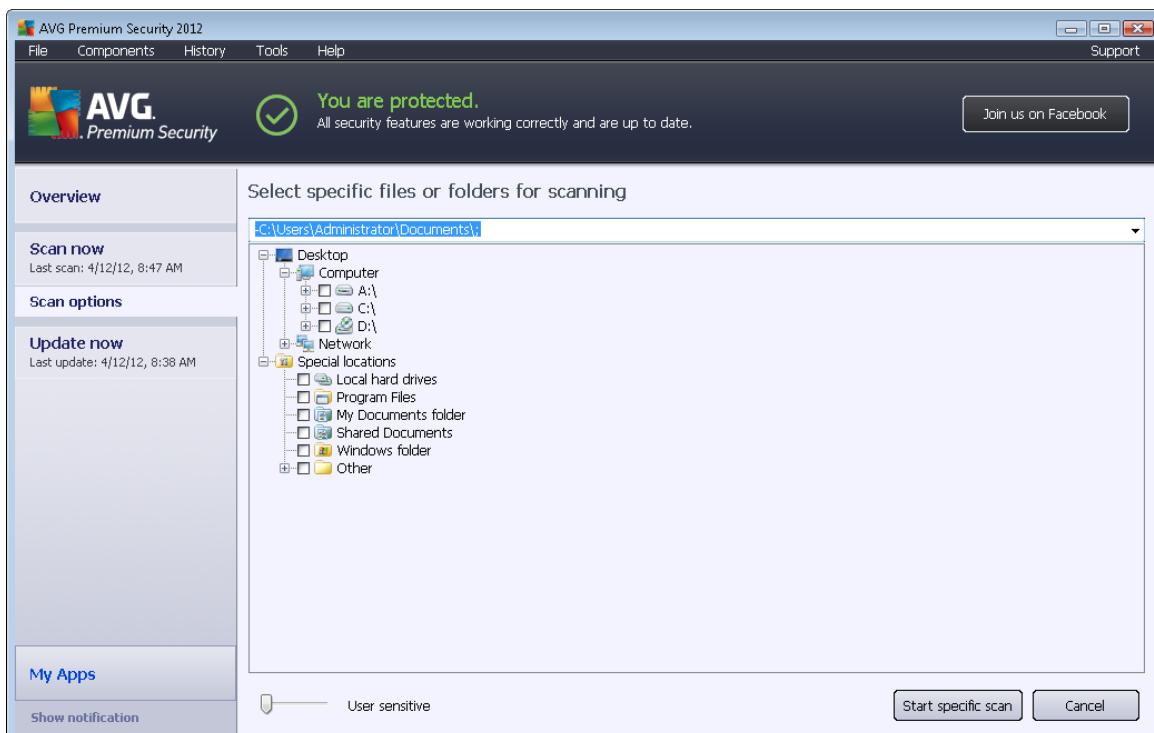 AVG Premium Security 2012
File Components History Tools Help Support
AVG.
Premium Security
You are protected.
All security features are working correctly and are up to date.
Join us on Facebook
Overview
Scan now
Last scan: 4/12/12, 8:47 AM
Scan options
Update now
Last update: 4/12/12, 8:38 AM
My Apps
Show notification
Select specific files or folders for scanning
-C:\Users\Administrator\Documents\;
Desktop
Computer
A:\
C:\
D:\
Network
Special locations
Local hard drives
Program Files
My Documents folder
Shared Documents
Windows folder
Other
User sensitive
Start specific scan
Cancel